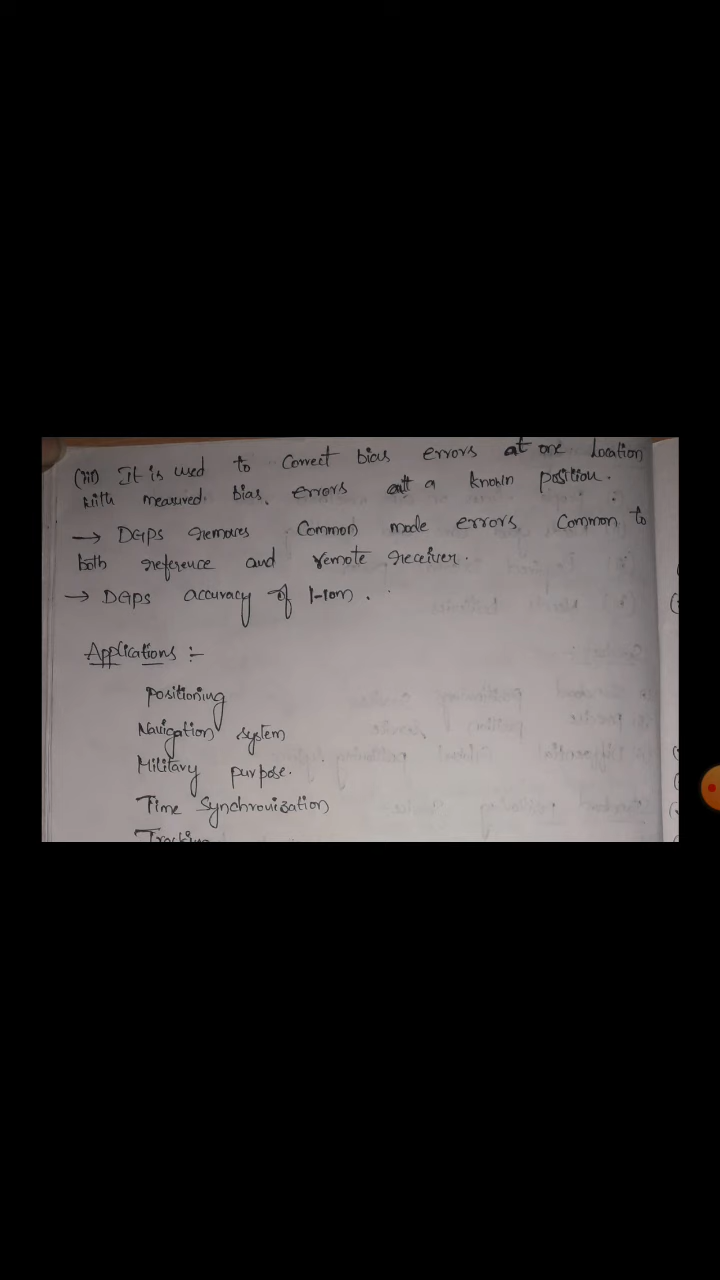 (iii) It is used to Correct bias errors at one Location
with measured bias errors at a known position.
→ DGPS removes Common mode errors Common to
both reference and remote receiver.
→ DGPS accuracy of 1-10m.
Applications :-
positioning
Navigation system
Military purpose.
Time Synchronization
Tracking